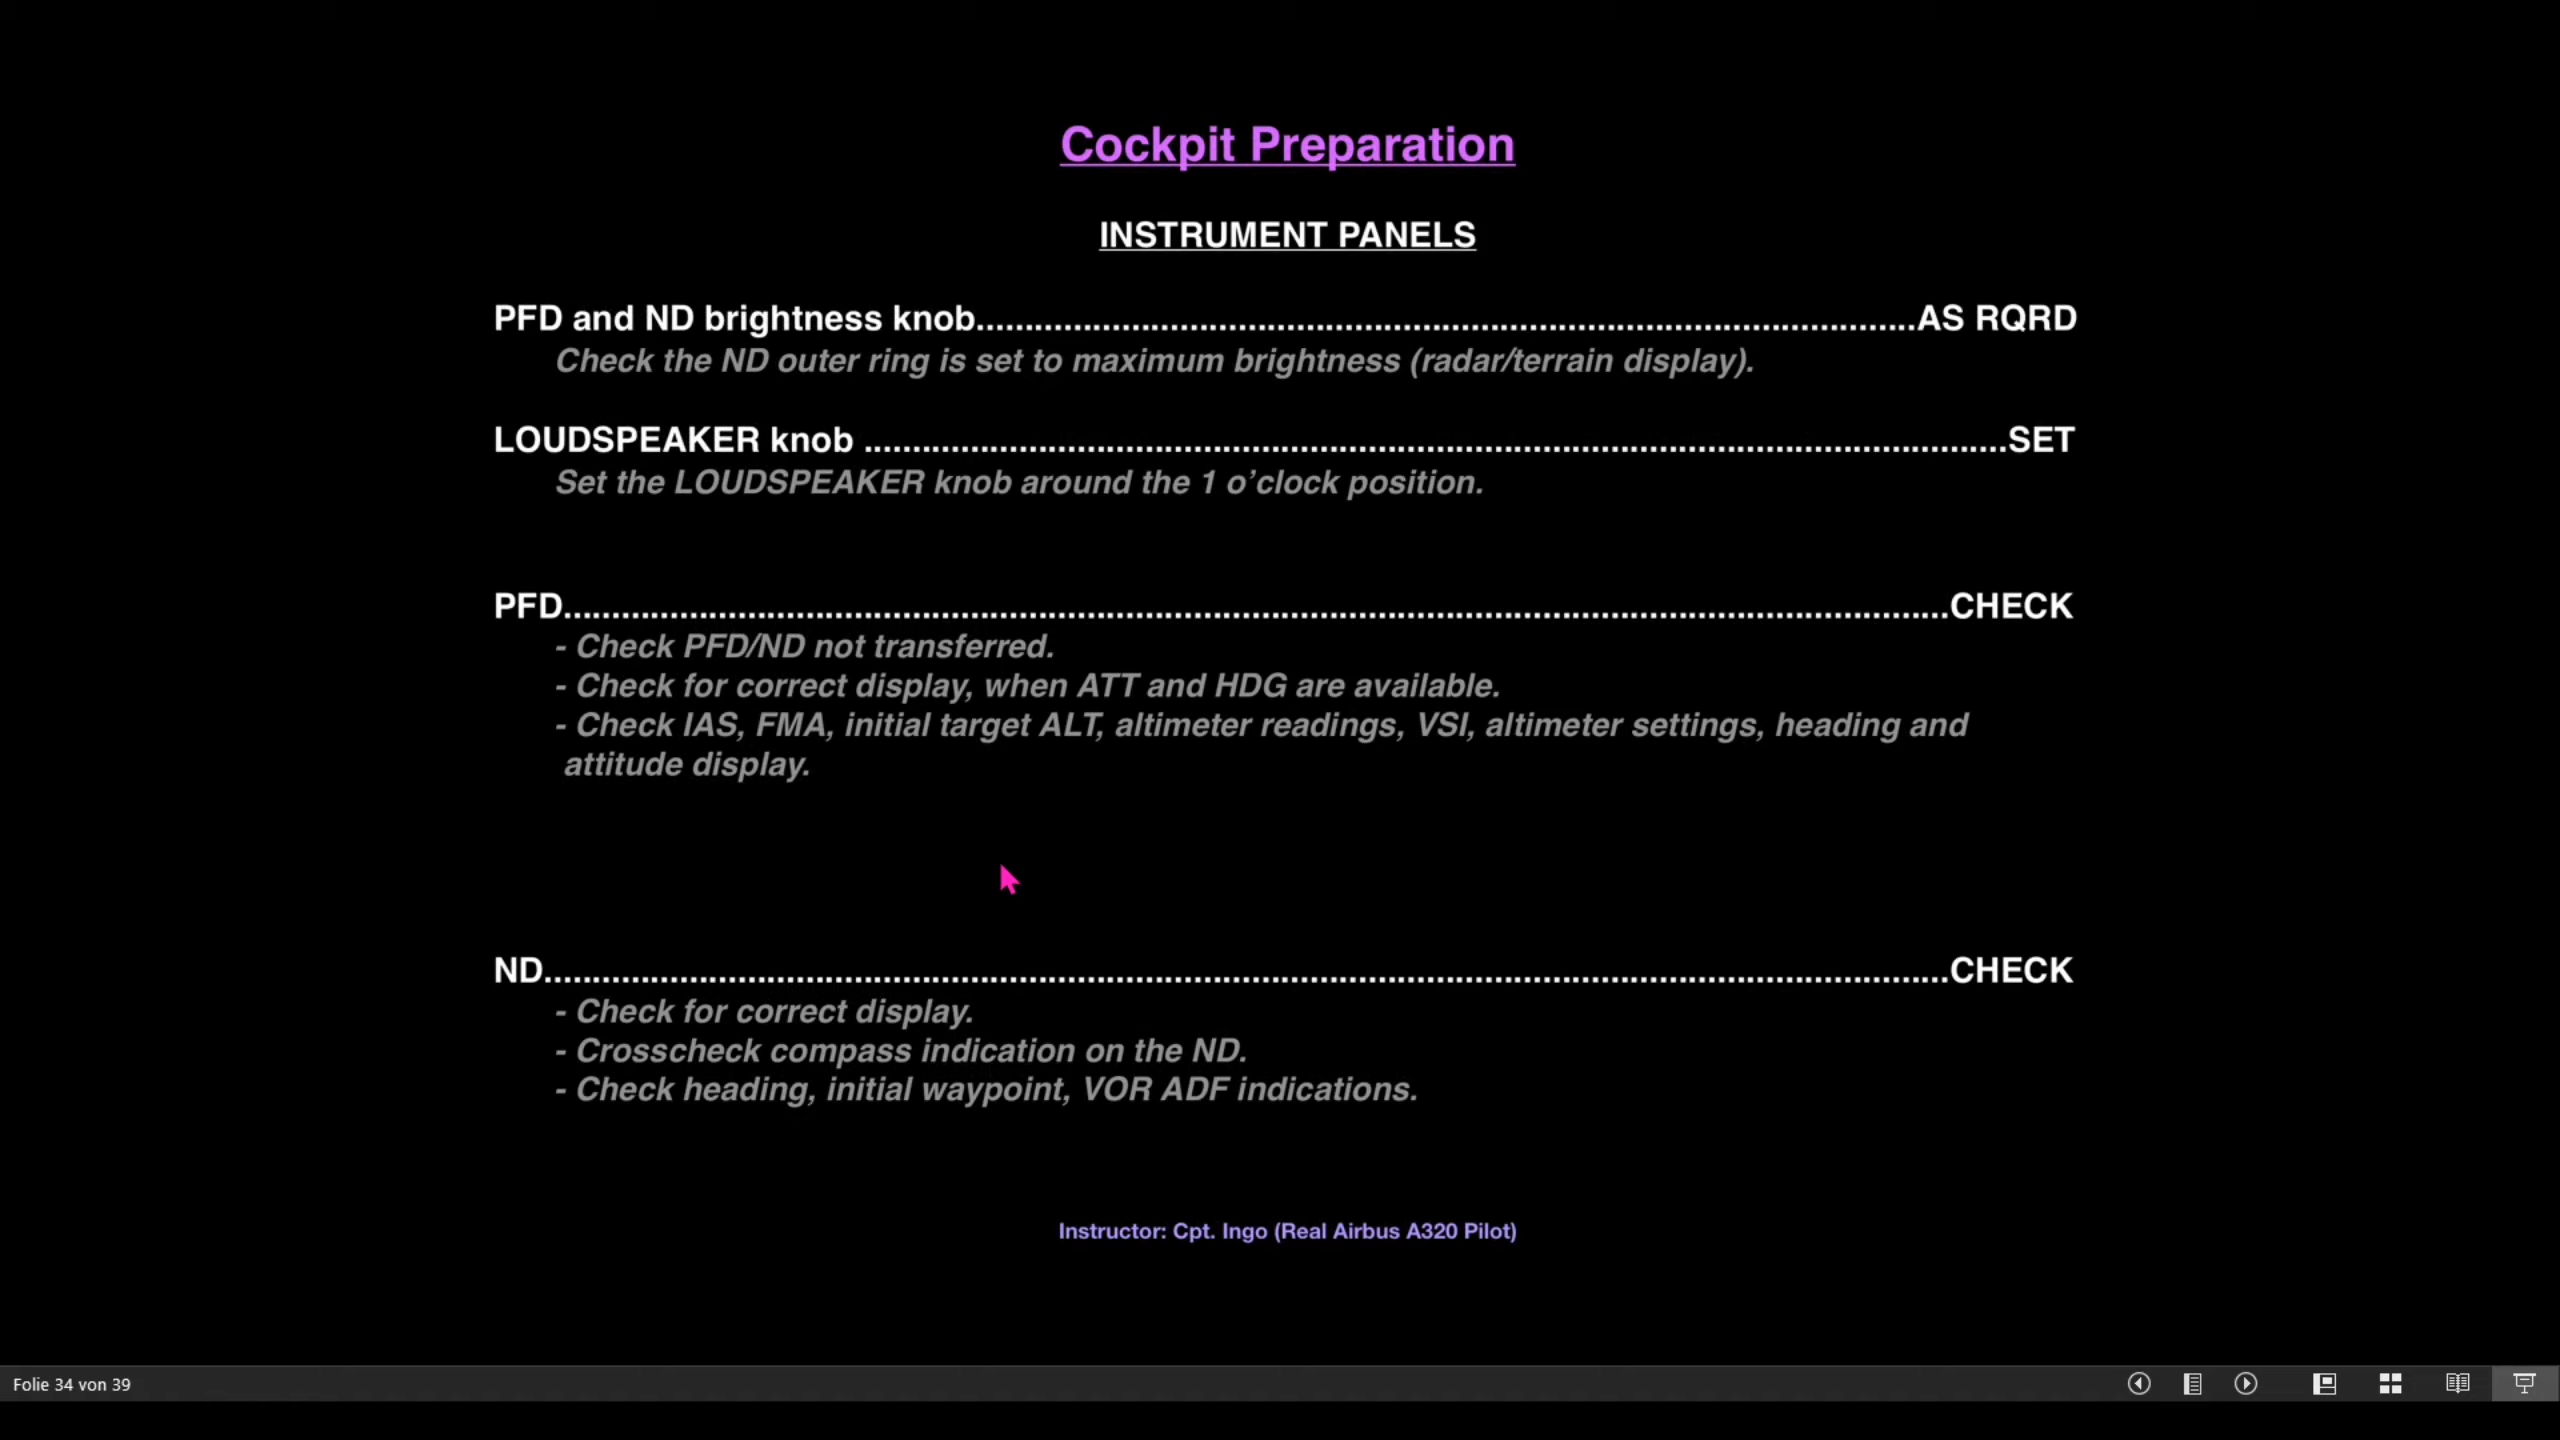 Cockpit Preparation
INSTRUMENT PANELS
PFD and ND brightness knob.................................................................................................AS RQRD
Check the ND outer ring is set to maximum brightness (radar/terrain display).
LOUDSPEAKER knob ......................................................................................................................SET
Set the LOUDSPEAKER knob around the 1 o’clock position.
PFD...............................................................................................................................................CHECK
- Check PFD/ND not transferred.
- Check for correct display, when ATT and HDG are available.
- Check IAS, FMA, initial target ALT, altimeter readings, VSI, altimeter settings, heading and
attitude display.
ND.................................................................................................................................................CHECK
- Check for correct display.
- Crosscheck compass indication on the ND.
- Check heading, initial waypoint, VOR ADF indications.
Instructor: Cpt. Ingo (Real Airbus A320 Pilot)
Folie 34 von 39